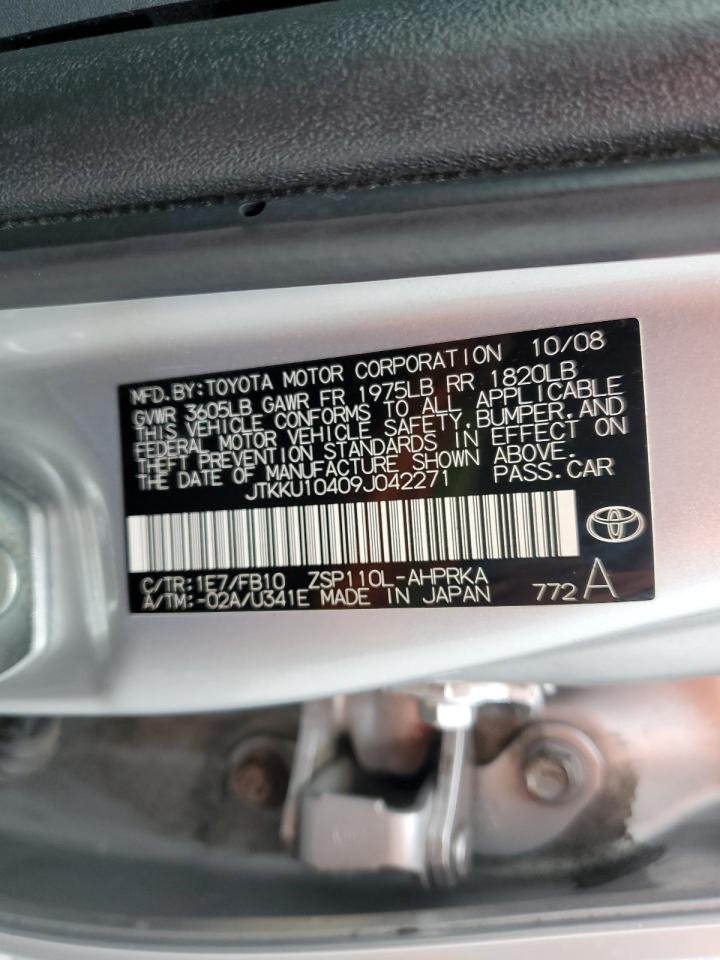 MFD. BY: TOYOTA MOTOR CORPORATION 10/08
GVWR 3605LB GAWR FR 1975LB RR 1820LB
THIS VEHICLE CONFORMS TO ALL APPLICABLE
FEDERAL MOTOR VEHICLE SAFETY, BUMPER, AND
THEFT PREVENTION STANDARDS IN EFFECT ON
THE DATE OF MANUFACTURE SHOWN ABOVE.
JTKKU10409J042271 PASS. CAR
C/TR: 1E7/FB10 ZSP110L-AHPRKA
A/TM: -02A/U341E MADE IN JAPAN 772 A